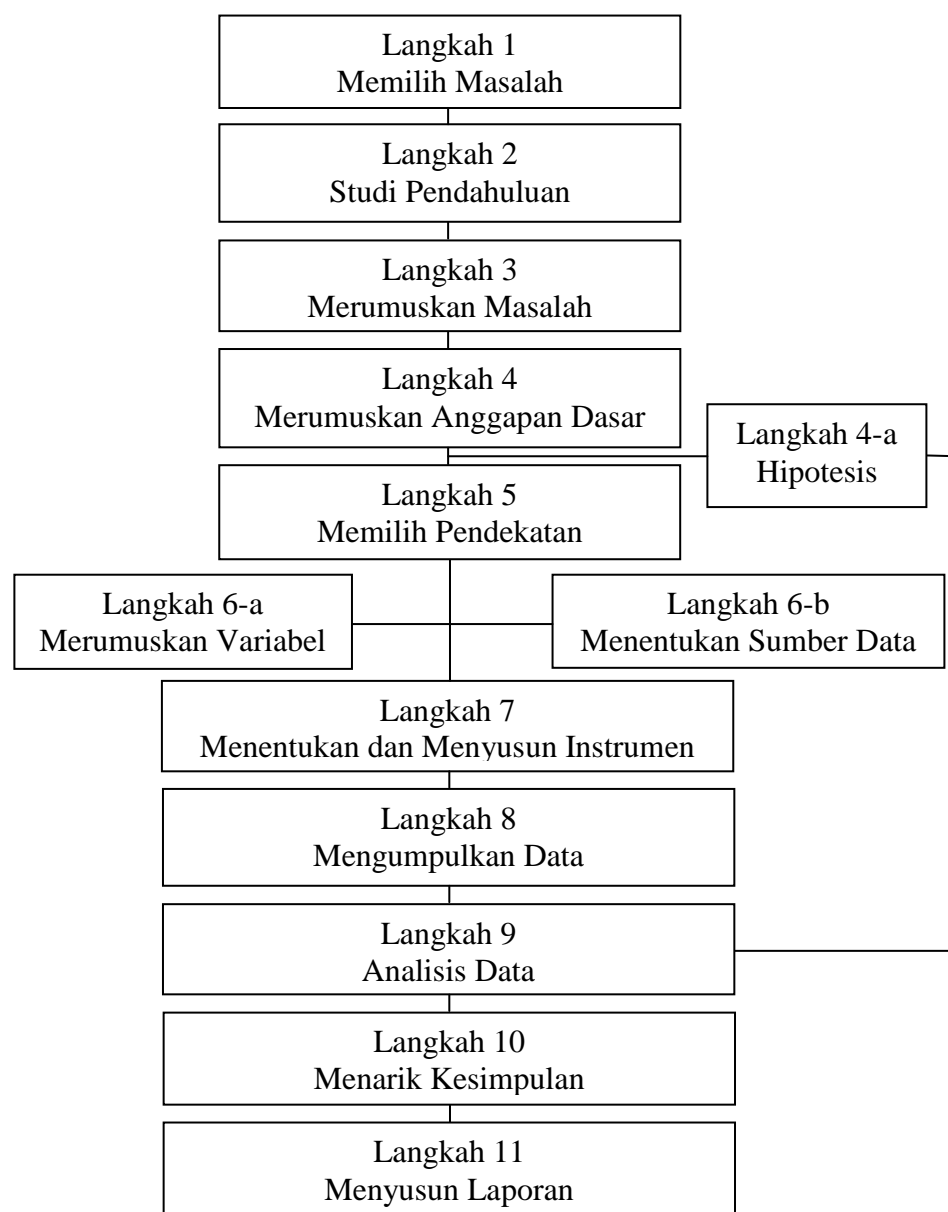 Langkah 1
Memilih Masalah
Langkah 2
Studi Pendahuluan
Langkah 3
Merumuskan Masalah
Langkah 4
Merumuskan Anggapan Dasar
Langkah 4-a
Hipotesis
Langkah 5
Memilih Pendekatan
Langkah 6-a
Merumuskan Variabel
Langkah 6-b
Menentukan Sumber Data
Langkah 7
Menentukan dan Menyusun Instrumen
Langkah 8
Mengumpulkan Data
Langkah 9
Analisis Data
Langkah 10
Menarik Kesimpulan
Langkah 11
Menyusun Laporan